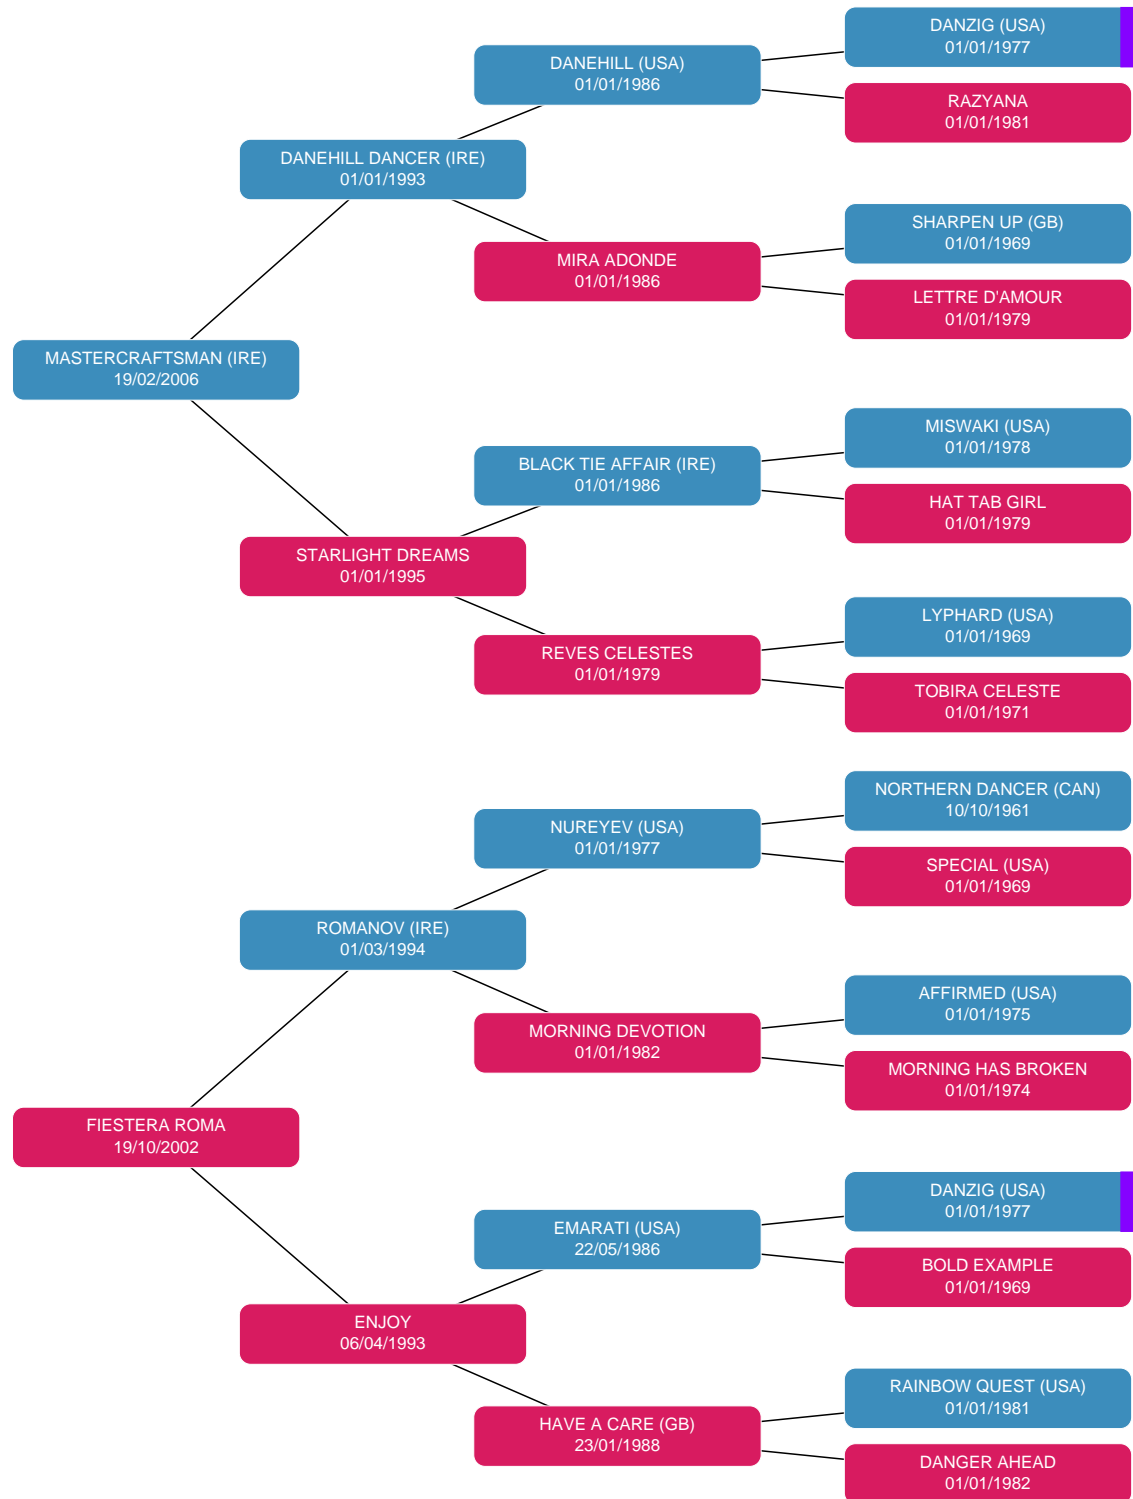 DANZIG (USA)
01/01/1977
DANEHILL (USA)
01/01/1986
RAZYANA
01/01/1981
DANEHILL DANCER (IRE)
01/01/1993
SHARPEN UP (GB)
01/01/1969
MIRA ADONDE
01/01/1986
LETTRE D'AMOUR
01/01/1979
MASTERCRAFTSMAN (IRE)
19/02/2006
MISWAKI (USA)
01/01/1978
BLACK TIE AFFAIR (IRE)
01/01/1986
HAT TAB GIRL
01/01/1979
STARLIGHT DREAMS
01/01/1995
LYPHARD (USA)
01/01/1969
REVES CELESTES
01/01/1979
TOBIRA CELESTE
01/01/1971
NORTHERN DANCER (CAN)
10/10/1961
NUREYEV (USA)
01/01/1977
SPECIAL (USA)
01/01/1969
ROMANOV (IRE)
01/03/1994
AFFIRMED (USA)
01/01/1975
MORNING DEVOTION
01/01/1982
MORNING HAS BROKEN
01/01/1974
FIESTERA ROMA
19/10/2002
DANZIG (USA)
01/01/1977
EMARATI (USA)
22/05/1986
BOLD EXAMPLE
01/01/1969
ENJOY
06/04/1993
RAINBOW QUEST (USA)
01/01/1981
HAVE A CARE (GB)
23/01/1988
DANGER AHEAD
01/01/1982